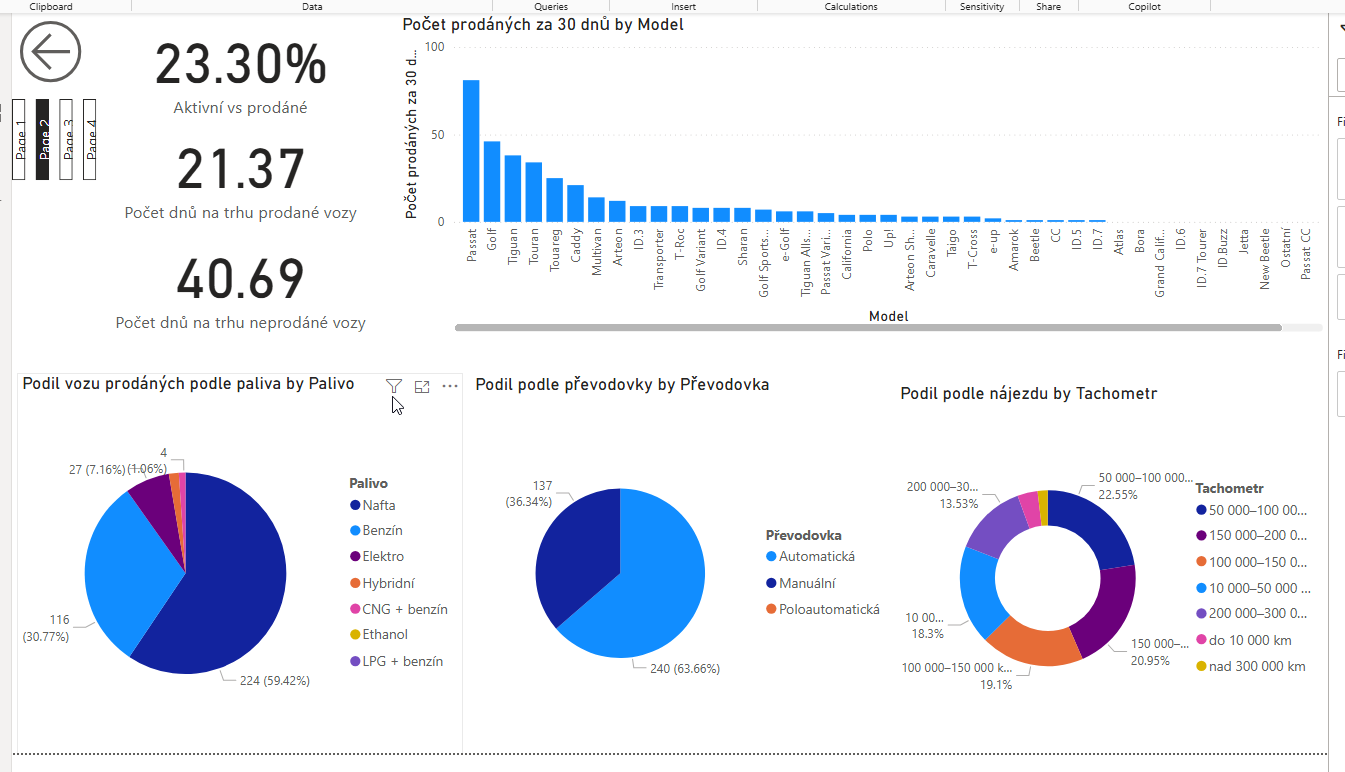 Clipboard
Data
Queries
Insert
Calculations
Sensitivity
Share
Copilot
Page 1
Page 2
Page 3
Page 4
23.30%
Aktivní vs prodáné
21.37
Počet dnů na trhu prodané vozy
40.69
Počet dnů na trhu neprodáné vozy
Počet prodáných za 30 dnů by Model
Počet prodáných za 30 d...
100
50
0
Passat
Golf
Tiguan
Touran
Touareg
Caddy
Multivan
Arteon
ID.3
Transporter
T-Roc
Golf Variant
ID.4
Sharan
Golf Sports...
e-Golf
Tiguan Alls...
Passat Vari...
California
Polo
Up!
Arteon Sh...
Caravelle
Taigo
T-Cross
e-up
Amarok
Beetle
CC
ID.5
ID.7
Atlas
Bora
Grand Calif...
ID.6
ID.7 Tourer
ID.Buzz
Jetta
New Beetle
Ostatní
Passat CC
Model
Podil vozu prodáných podle paliva by Palivo
4
(1.06%)
27 (7.16%)
116
(30.77%)
224 (59.42%)
Palivo
Nafta
Benzín
Elektro
Hybridní
CNG + benzín
Ethanol
LPG + benzín
Podil podle převodovky by Převodovka
137
(36.34%)
240 (63.66%)
Převodovka
Automatická
Manuální
Poloautomatická
Podil podle nájezdu by Tachometr
50 000–100 000...
22.55%
200 000–30...
13.53%
10 00...
18.3%
100 000–150 000 k...
19.1%
150 000–...
20.95%
Tachometr
50 000–100 00...
150 000–200 0...
100 000–150 0...
10 000–50 000 ...
200 000–300 0...
do 10 000 km
nad 300 000 km